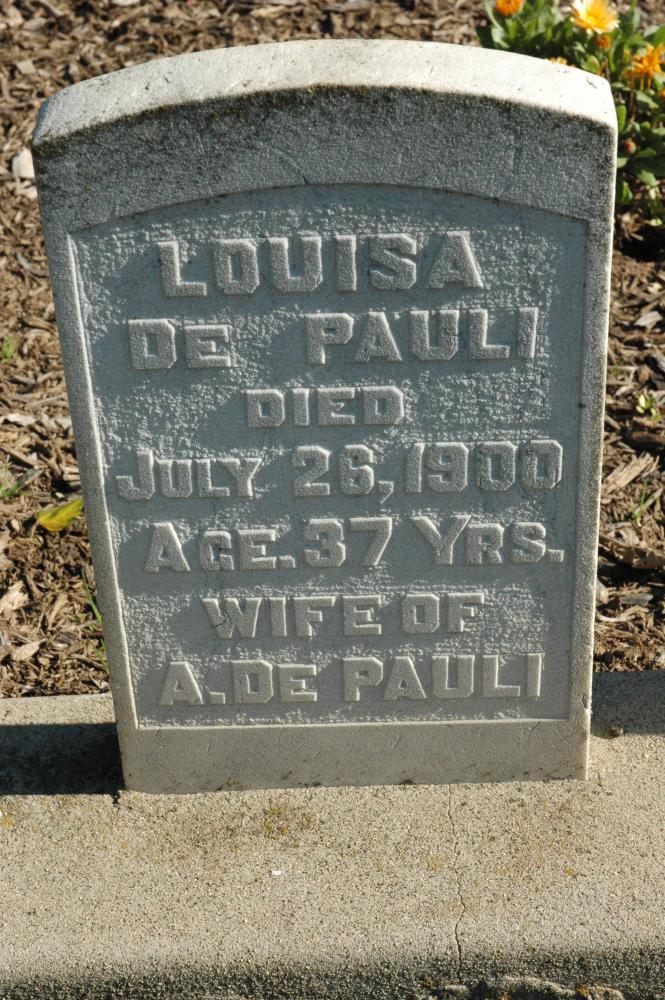 LOUISA
DE PAULI
DIED
JULY 26, 1900
AGE. 37 YRS.
WIFE OF
A. DE PAULI